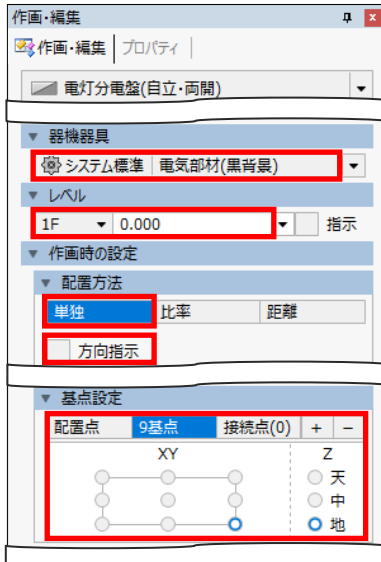 作画・編集
作画・編集 プロパティ
電灯分電盤(自立・両開)
器機器具
システム標準 電気部材(黒背景)
レベル
1F 0.000 指示
作画時の設定
配置方法
単独 比率 距離
方向指示
基点設定
配置点 9基点 接続点(0) + −
XY Z
天
中
地